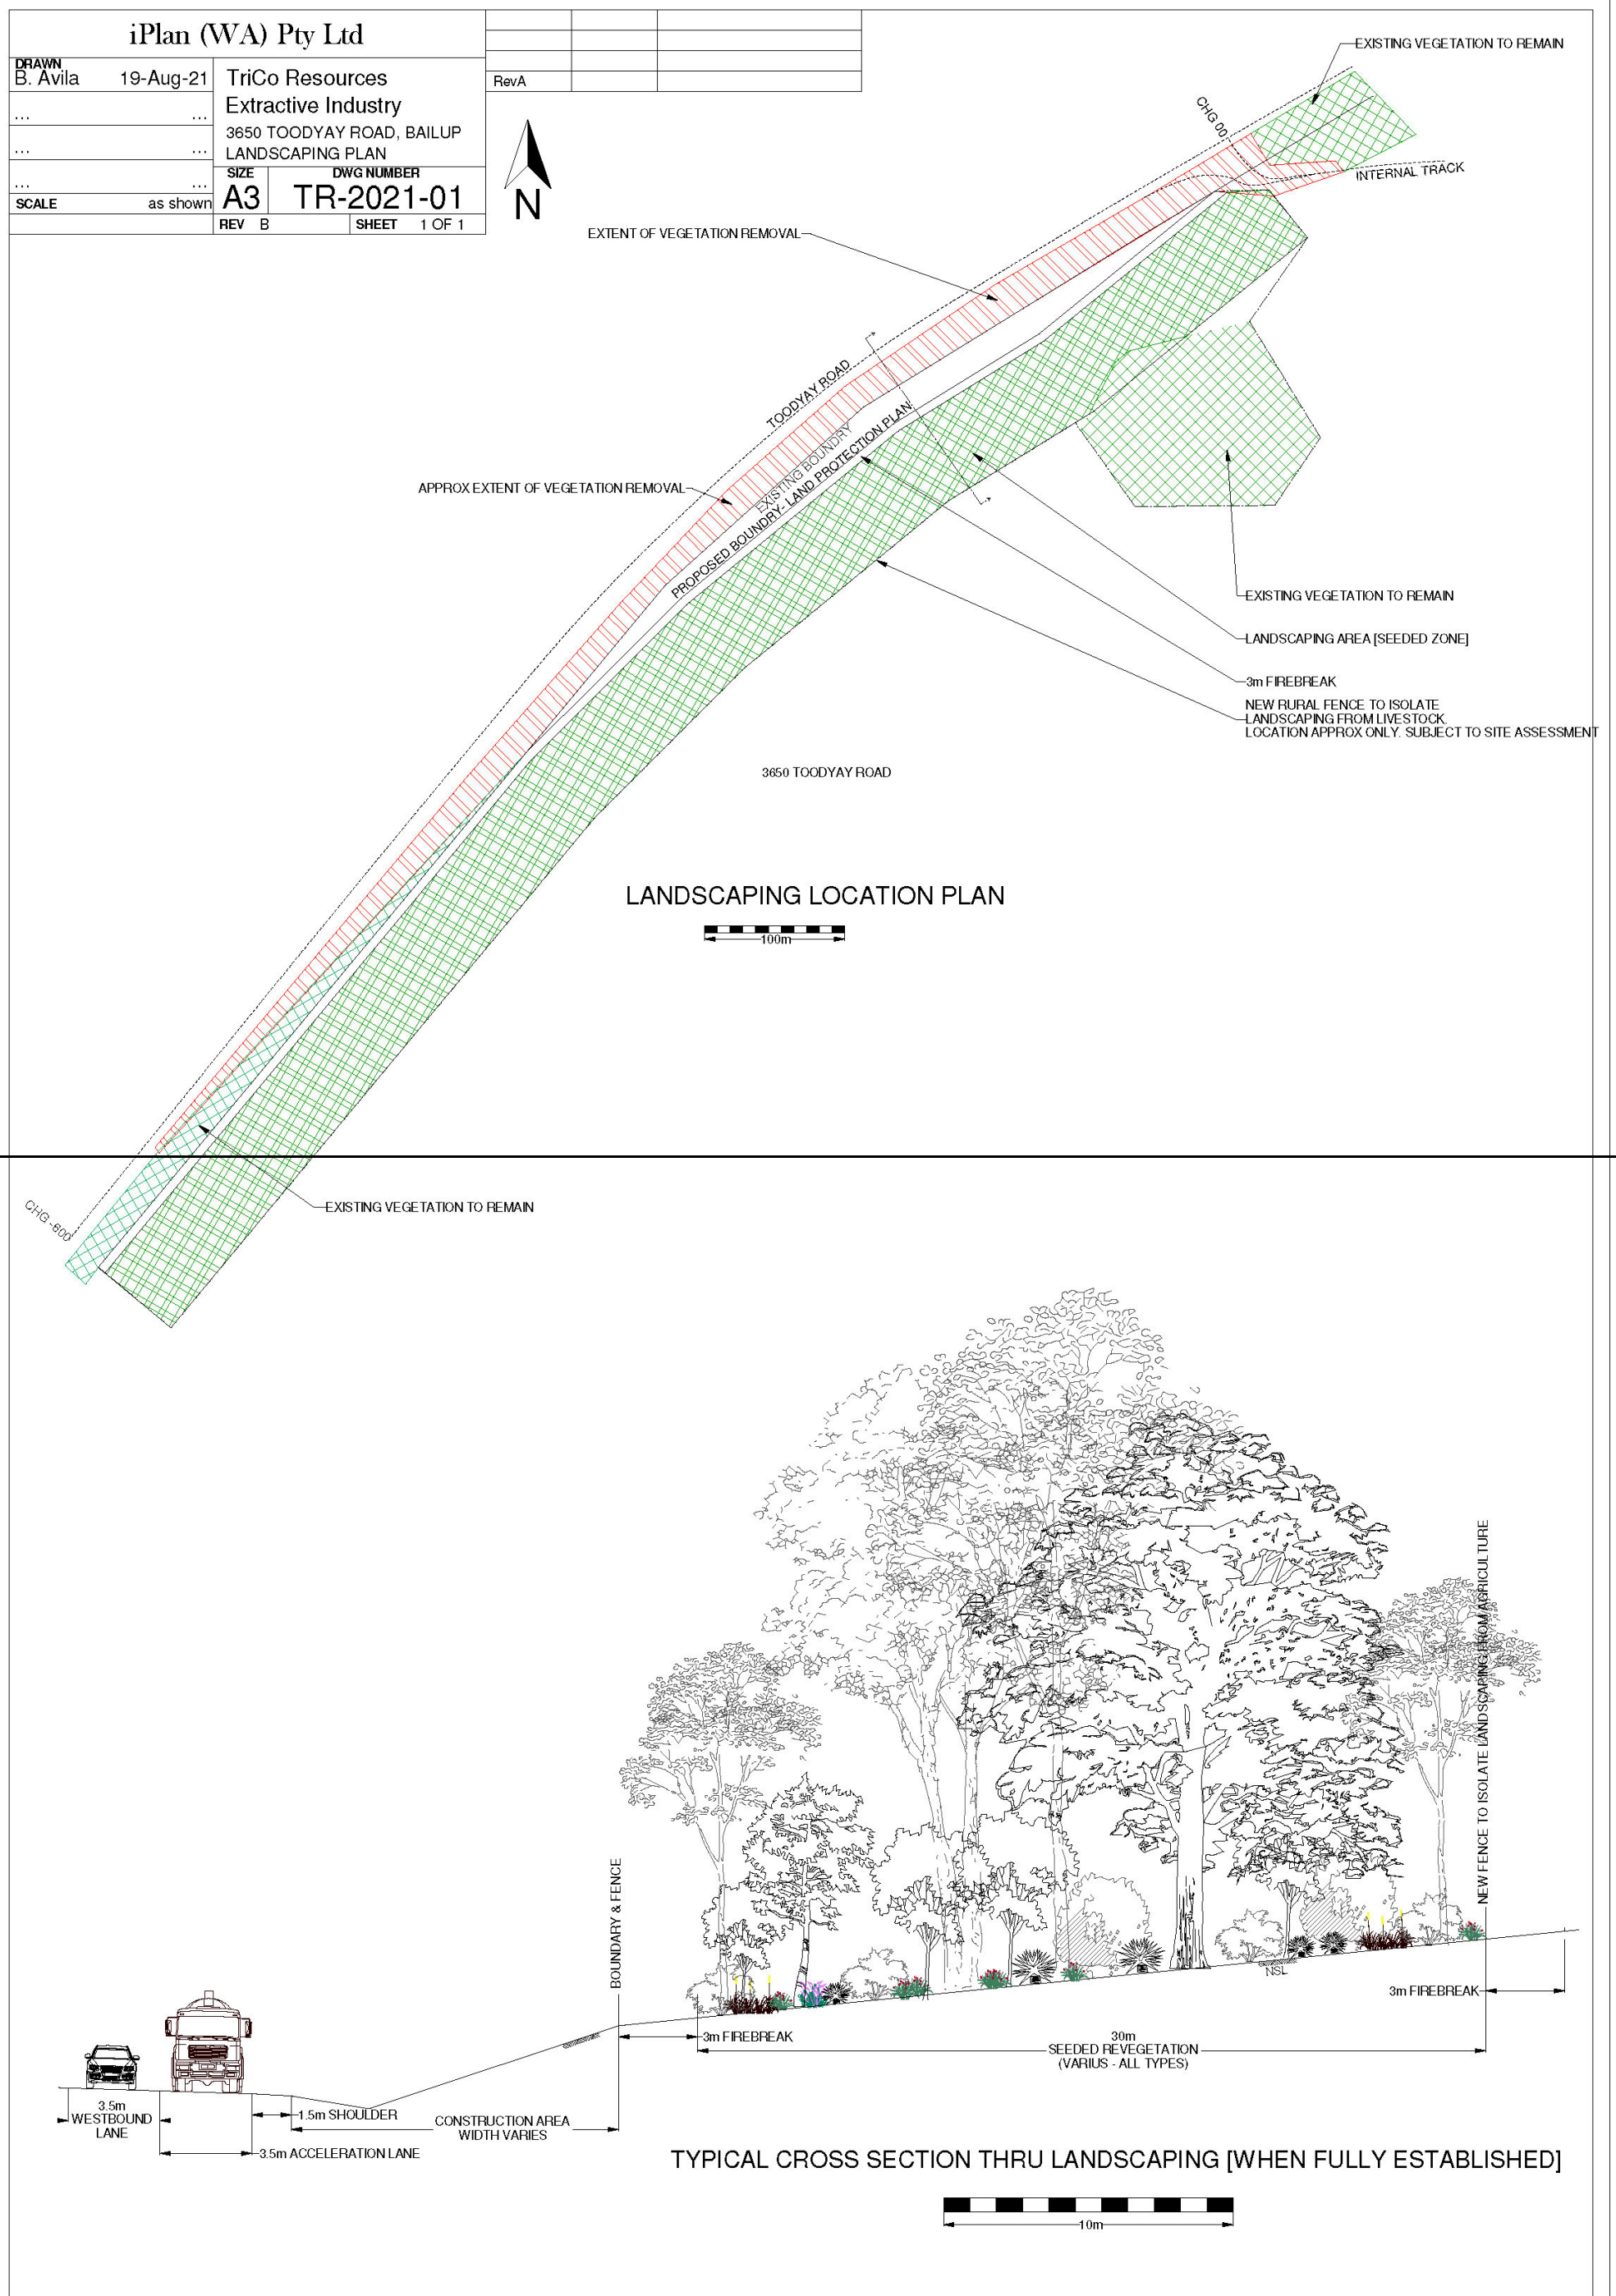 iPlan (WA) Pty Ltd
DRAWN
B. Avila 19-Aug-21
... ...
... ...
... ...
SCALE as shown
TriCo Resources
Extractive Industry
3650 TOODYAY ROAD, BAILUP
LANDSCAPING PLAN
SIZE
A3
DWG NUMBER
TR-2021-01
REV B
SHEET 1 OF 1
RevA
N
EXISTING VEGETATION TO REMAIN
CHG 00
INTERNAL TRACK
EXTENT OF VEGETATION REMOVAL
TOODYAY ROAD
EXISTING BOUNDRY
PROPOSED BOUNDRY- LAND PROTECTION PLAN
APPROX EXTENT OF VEGETATION REMOVAL
EXISTING VEGETATION TO REMAIN
LANDSCAPING AREA [SEEDED ZONE]
3m FIREBREAK
NEW RURAL FENCE TO ISOLATE
LANDSCAPING FROM LIVESTOCK.
LOCATION APPROX ONLY. SUBJECT TO SITE ASSESSMENT
3650 TOODYAY ROAD
LANDSCAPING LOCATION PLAN
100m
EXISTING VEGETATION TO REMAIN
CHG -600
NEW FENCE TO ISOLATE LANDSCAPING FROM AGRICULTURE
BOUNDARY & FENCE
NSL
3m FIREBREAK
3m FIREBREAK
30m
SEEDED REVEGETATION
(VARIUS - ALL TYPES)
3.5m
WESTBOUND
LANE
1.5m SHOULDER
CONSTRUCTION AREA
WIDTH VARIES
3.5m ACCELERATION LANE
TYPICAL CROSS SECTION THRU LANDSCAPING [WHEN FULLY ESTABLISHED]
10m